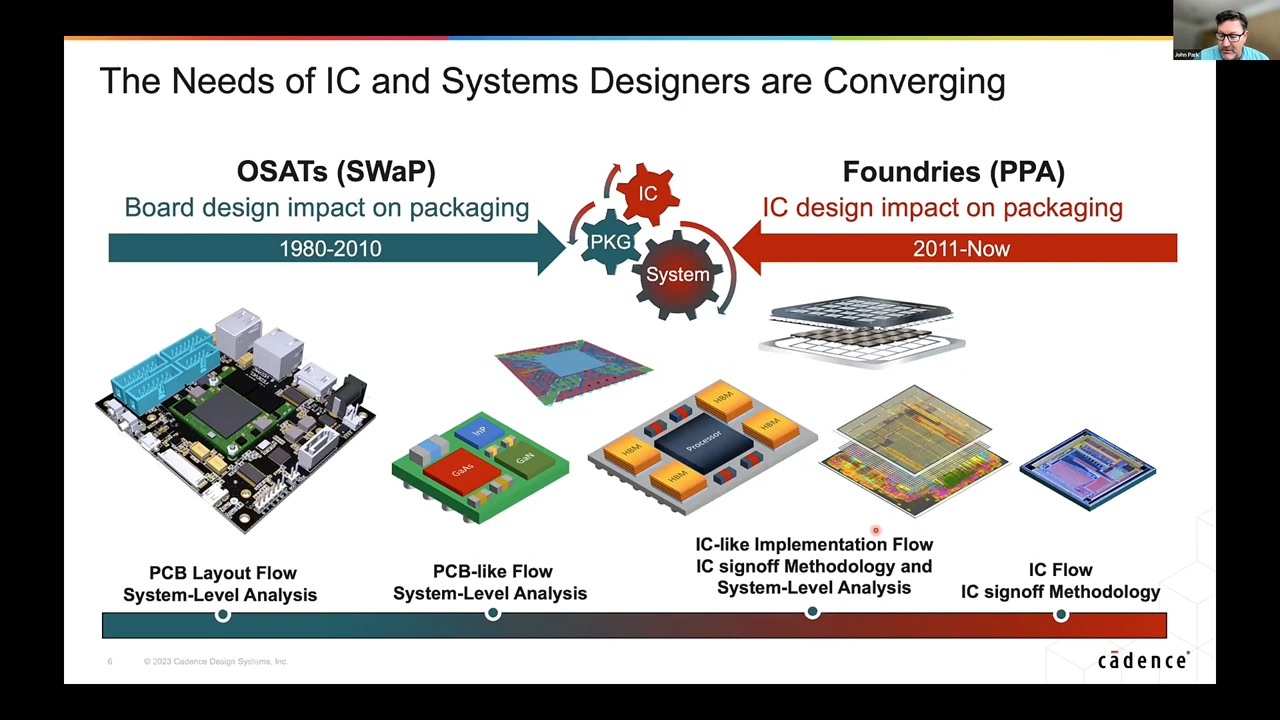 John Park
The Needs of IC and Systems Designers are Converging
OSATs (SWaP)
Board design impact on packaging
1980-2010
IC
PKG
System
Foundries (PPA)
IC design impact on packaging
2011-Now
InP
GaAs
GaN
HBM
HBM
HBM
HBM
Processor
PCB Layout Flow
System-Level Analysis
PCB-like Flow
System-Level Analysis
IC-like Implementation Flow
IC signoff Methodology and
System-Level Analysis
IC Flow
IC signoff Methodology
6
© 2023 Cadence Design Systems, Inc.
cādence®